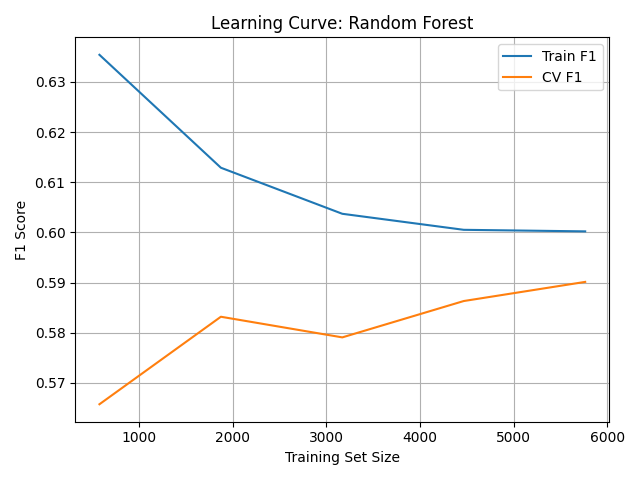 Learning Curve: Random Forest
Train F1
CV F1
F1 Score
0.63
0.62
0.61
0.60
0.59
0.58
0.57
1000 2000 3000 4000 5000 6000
Training Set Size